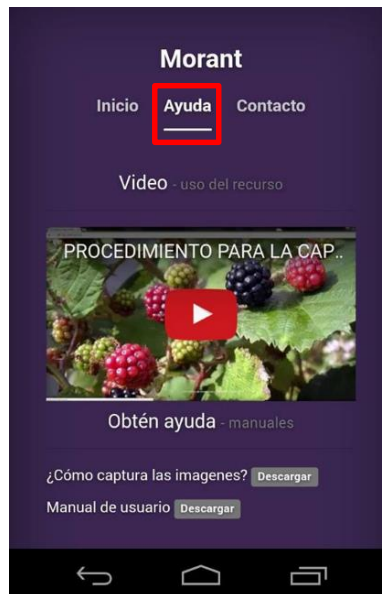 Morant
Inicio Ayuda Contacto
Video - uso del recurso
PROCEDIMIENTO PARA LA CAP..
Obtén ayuda - manuales
¿Cómo captura las imagenes? Descargar
Manual de usuario Descargar